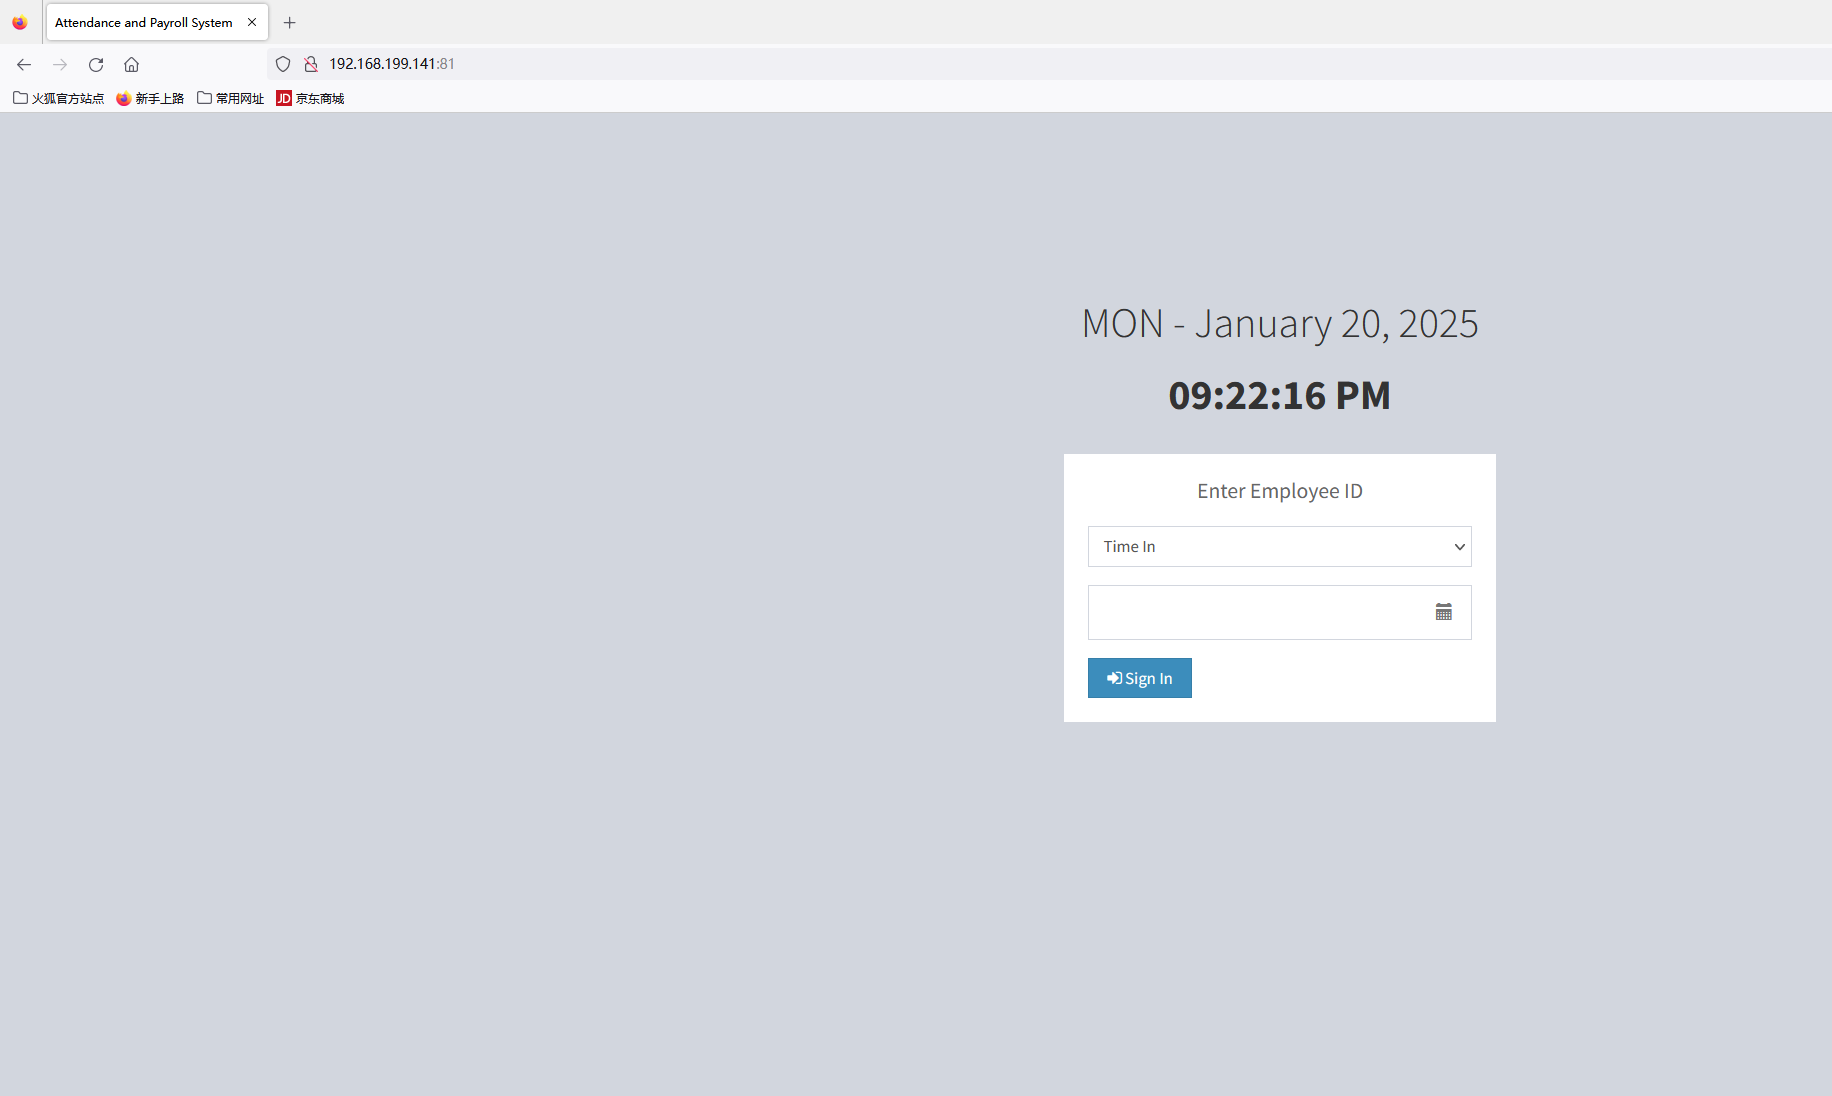 Attendance and Payroll System
192.168.199.141:81
火狐官方站点 新手上路 常用网址 JD 京东商城
MON - January 20, 2025
09:22:16 PM
Enter Employee ID
Time In
Sign In